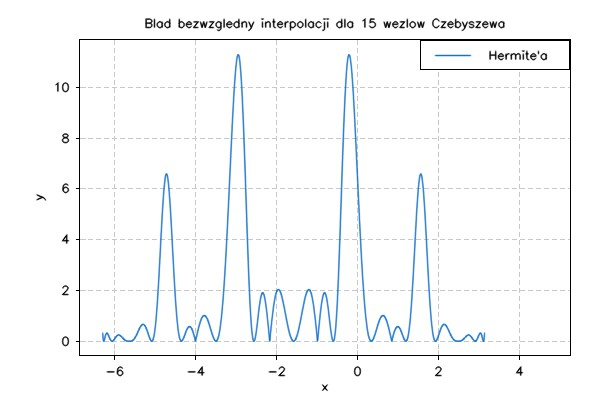 Blad bezwzgledny interpolacji dla 15 wezlow Czebyszewa
Hermite'a
10
8
6
4
2
0
y
−6 −4 −2 0 2 4
x